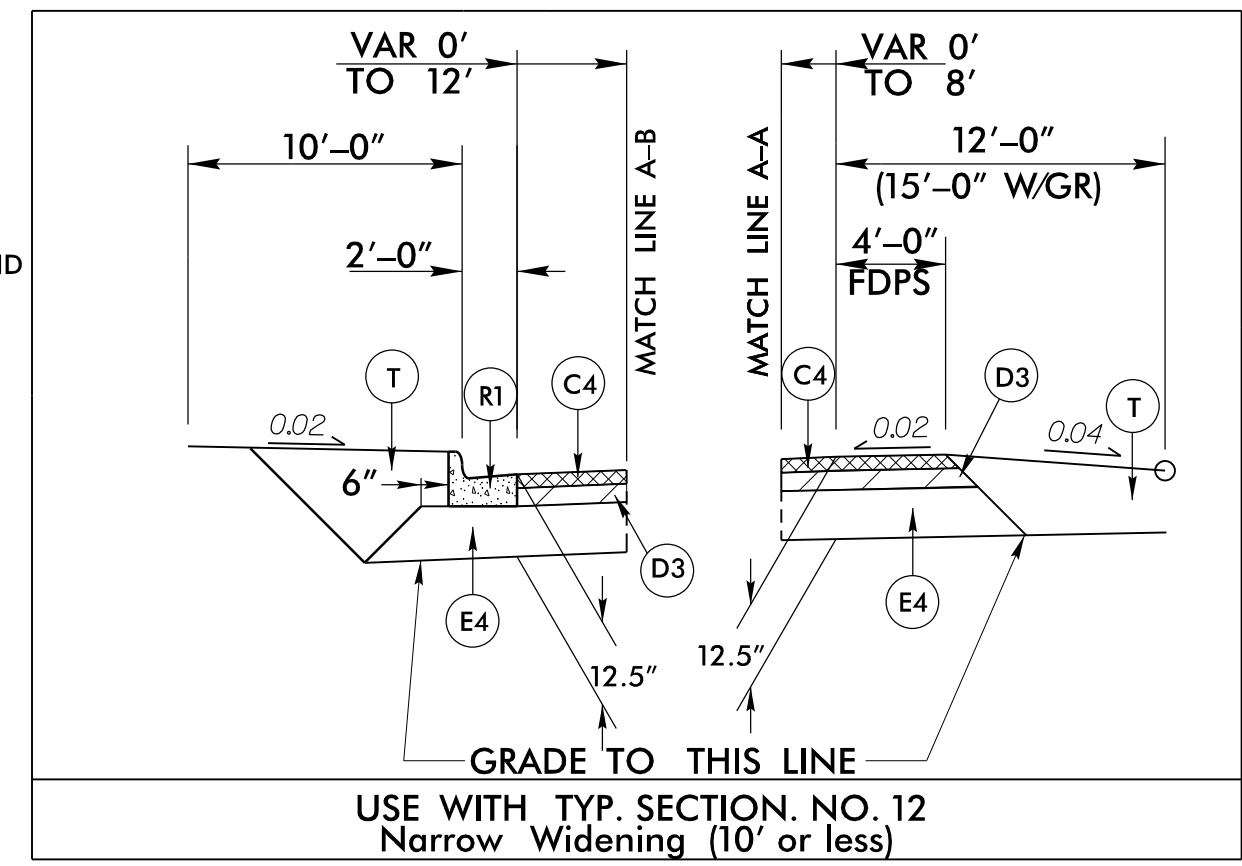 VAR 0'
TO 12'
VAR 0'
TO 8'
10'–0"
12'–0"
(15'–0" W/GR)
MATCH LINE A–B
MATCH LINE A–A
2'–0"
4'–0"
FDPS
ND
T
R1
C4
C4
D3
T
0.02
0.02
0.04
6"
D3
E4
E4
12.5"
12.5"
GRADE TO THIS LINE
USE WITH TYP. SECTION. NO. 12
Narrow Widening (10' or less)